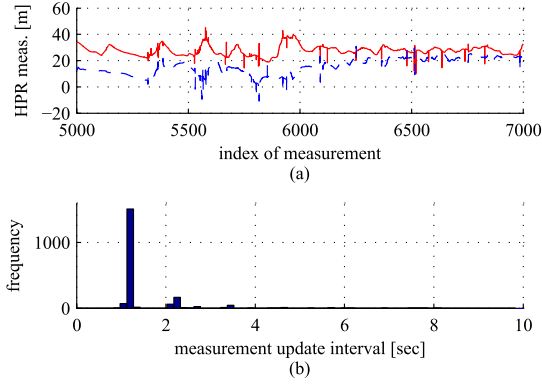 HPR meas. [m]
60
40
20
0
−20
5000 5500 6000 6500 7000
index of measurement
(a)
frequency
1000
0
0 2 4 6 8 10
measurement update interval [sec]
(b)